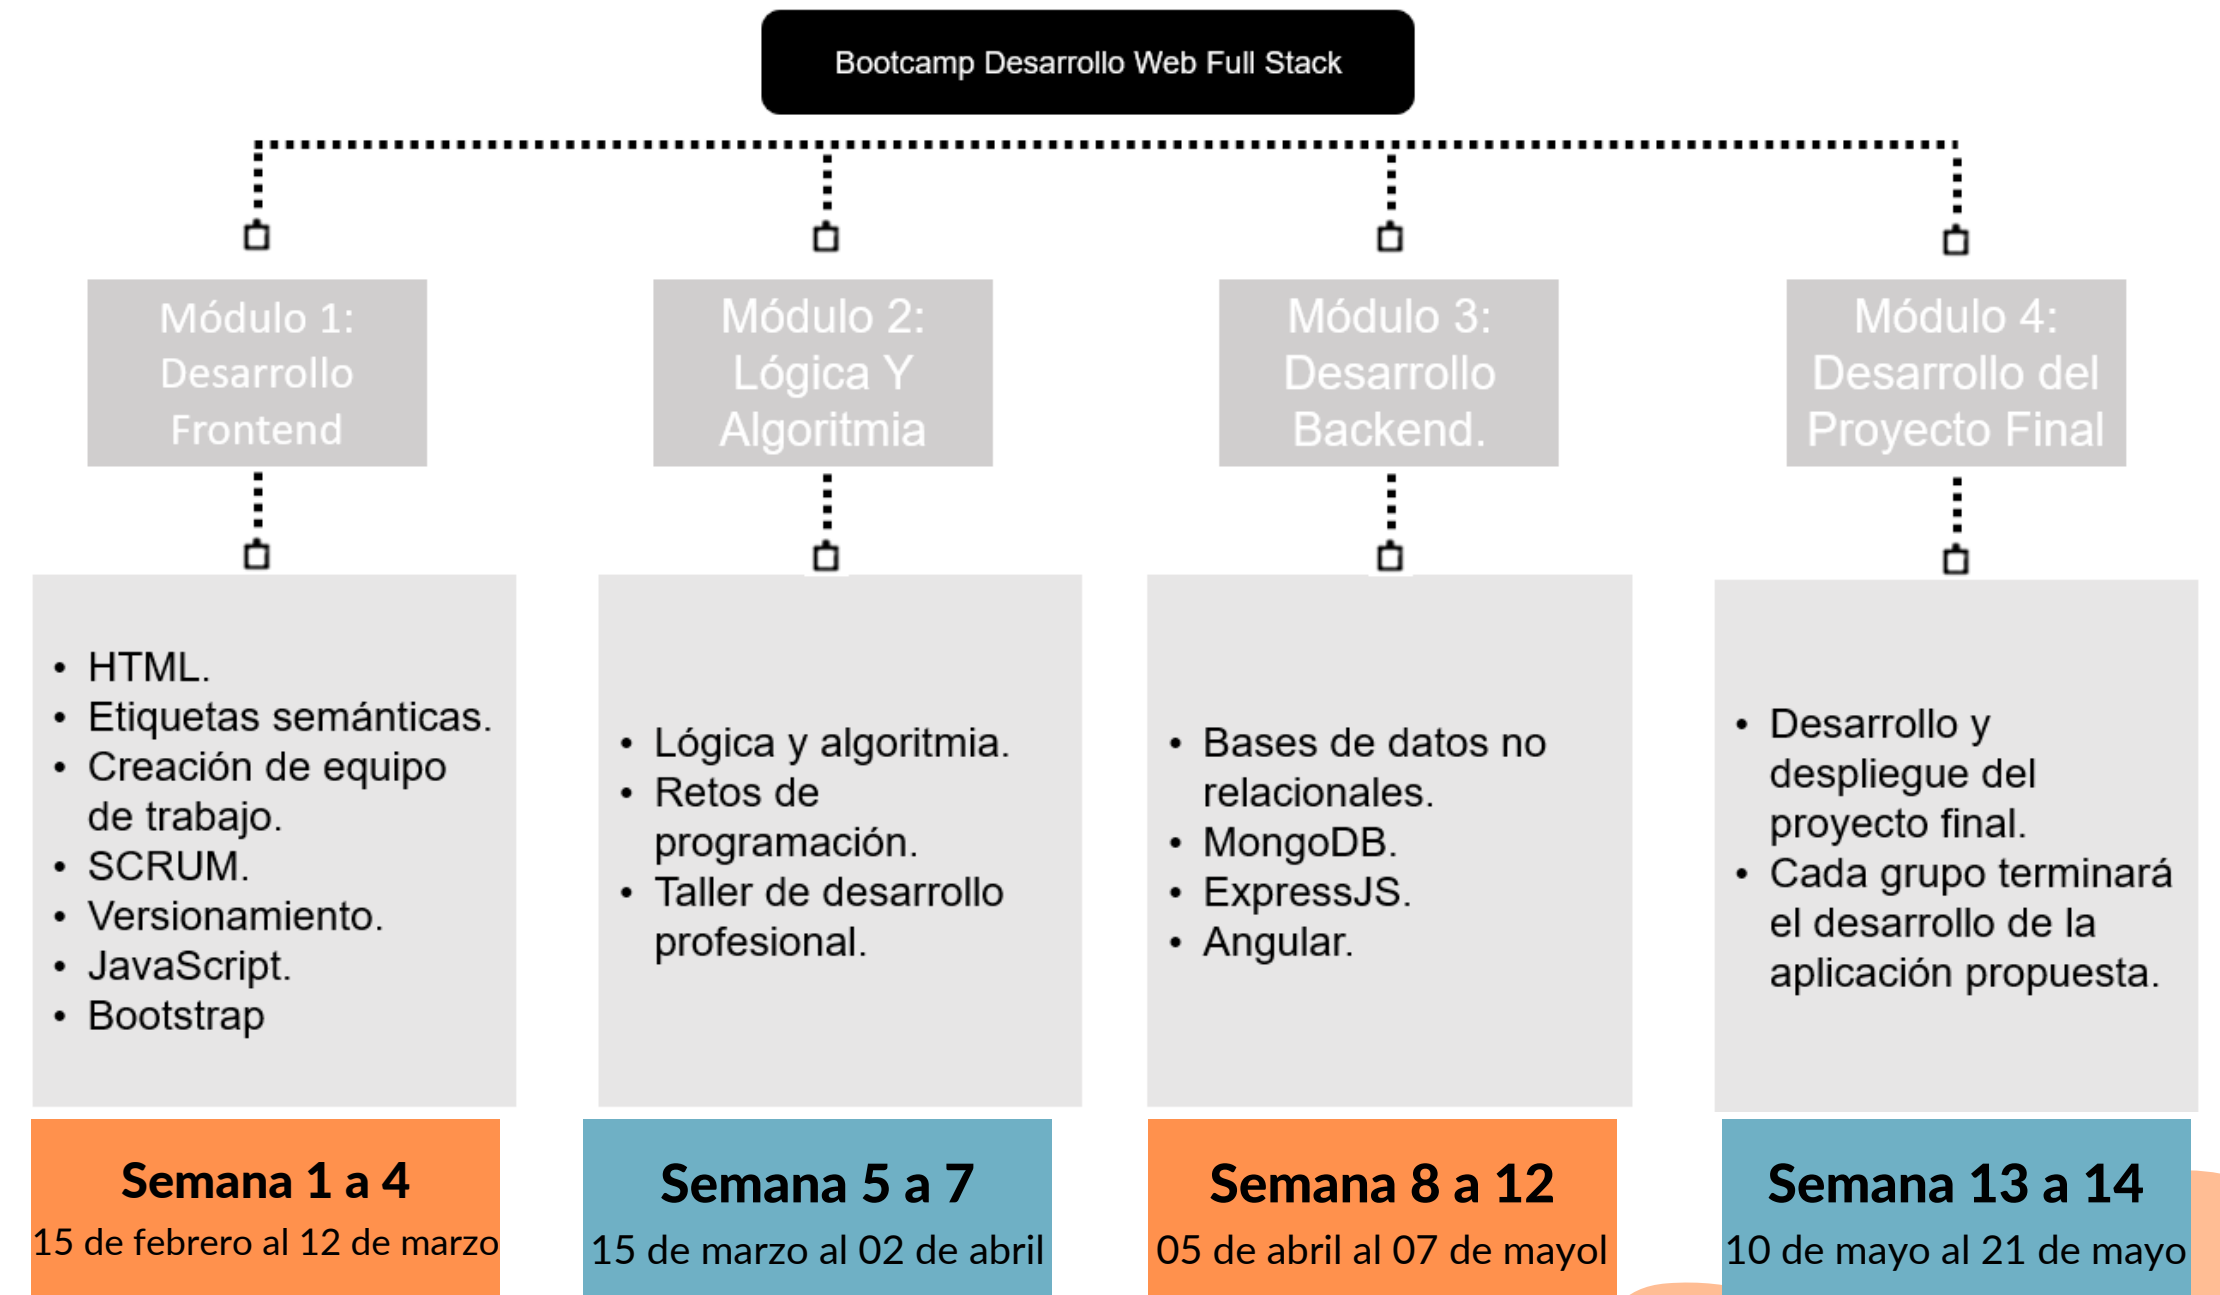 Bootcamp Desarrollo Web Full Stack
Módulo 1:
Desarrollo
Frontend
• HTML.
• Etiquetas semánticas.
• Creación de equipo
de trabajo.
• SCRUM.
• Versionamiento.
• JavaScript.
• Bootstrap
Semana 1 a 4
15 de febrero al 12 de marzo
Módulo 2:
Lógica Y
Algoritmia
• Lógica y algoritmia.
• Retos de
programación.
• Taller de desarrollo
profesional.
Semana 5 a 7
15 de marzo al 02 de abril
Módulo 3:
Desarrollo
Backend.
• Bases de datos no
relacionales.
• MongoDB.
• ExpressJS.
• Angular.
Semana 8 a 12
05 de abril al 07 de mayol
Módulo 4:
Desarrollo del
Proyecto Final
• Desarrollo y
despliegue del
proyecto final.
• Cada grupo terminará
el desarrollo de la
aplicación propuesta.
Semana 13 a 14
10 de mayo al 21 de mayo